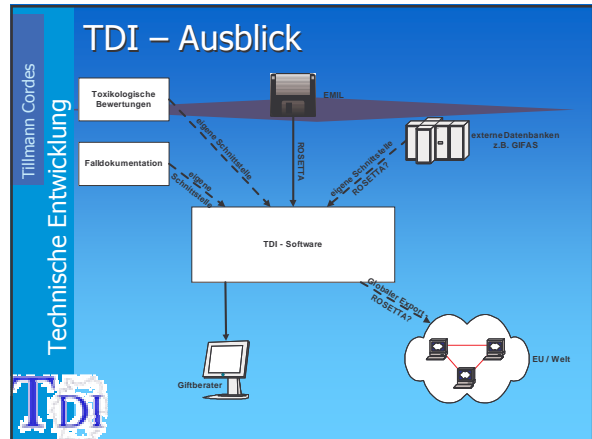 TDI – Ausblick
Tillmann Cordes
Technische Entwicklung
Toxikologische
Bewertungen
EMIL
externe Datenbanken
z.B. GIFAS
Falldokumentation
eigene Schnittstelle
eigene
Schnittstelle
ROSETTA
eigene Schnittstelle
ROSETTA?
TDI - Software
Globaler Export -
ROSETTA?
Giftberater
EU / Welt
TDI